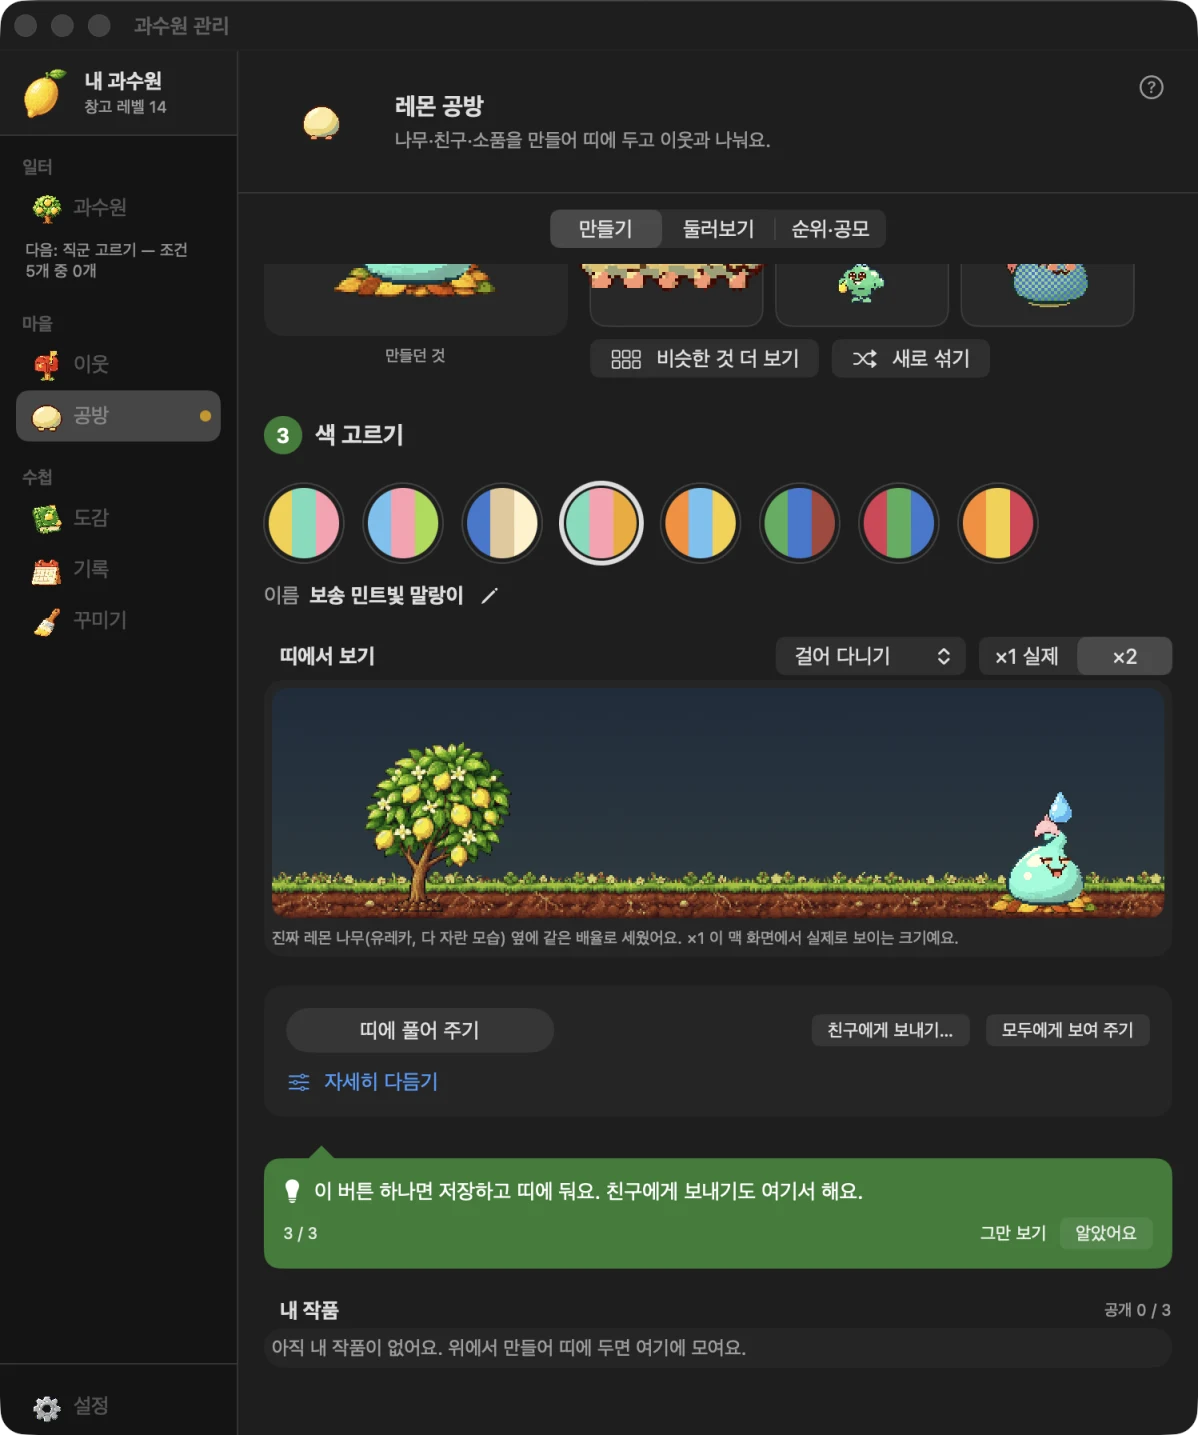 과수원 관리
내 과수원
창고 레벨 14
일터
과수원
다음: 직군 고르기 — 조건
5개 중 0개
마을
이웃
공방
수첩
도감
기록
꾸미기
설정
레몬 공방
나무·친구·소품을 만들어 띠에 두고 이웃과 나눠요.
?
만들기 둘러보기 순위·공모
만들던 것
비슷한 것 더 보기 새로 섞기
3 색 고르기
이름 보송 민트빛 말랑이
띠에서 보기 걸어 다니기 ×1 실제 ×2
진짜 레몬 나무(유레카, 다 자란 모습) 옆에 같은 배율로 세웠어요. ×1 이 맥 화면에서 실제로 보이는 크기예요.
띠에 풀어 주기 친구에게 보내기... 모두에게 보여 주기
자세히 다듬기
이 버튼 하나면 저장하고 띠에 둬요. 친구에게 보내기도 여기서 해요.
3 / 3 그만 보기 알았어요
내 작품 공개 0 / 3
아직 내 작품이 없어요. 위에서 만들어 띠에 두면 여기에 모여요.